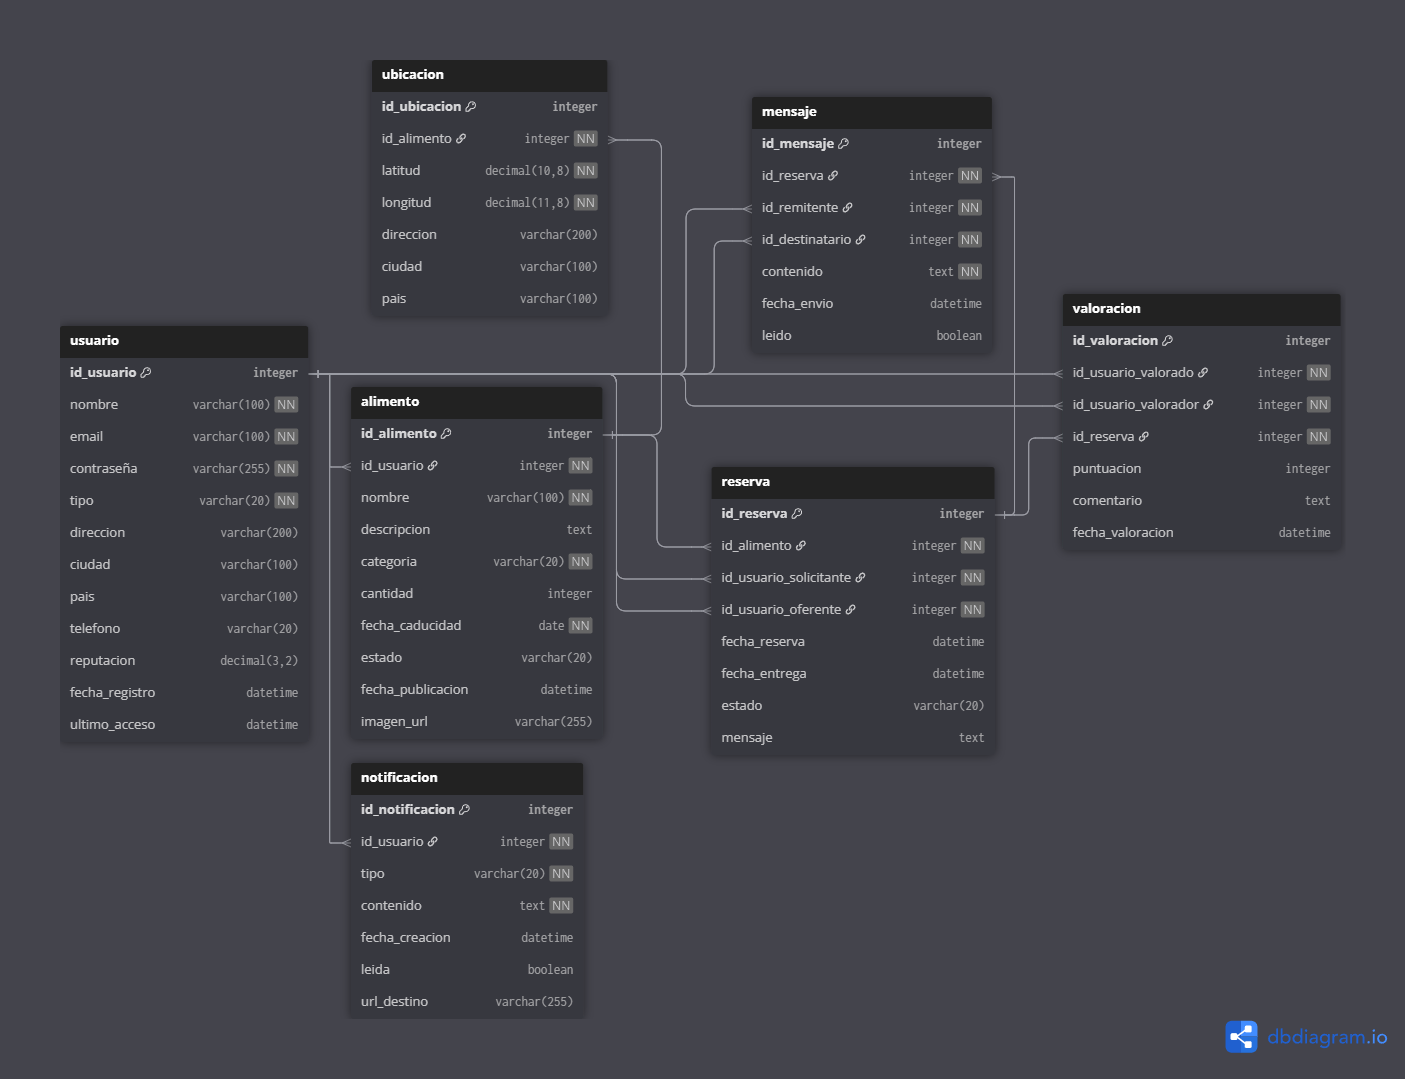 ubicacion
id_ubicacion integer
id_alimento integer NN
latitud decimal(10,8) NN
longitud decimal(11,8) NN
direccion varchar(200)
ciudad varchar(100)
pais varchar(100)
mensaje
id_mensaje integer
id_reserva integer NN
id_remitente integer NN
id_destinatario integer NN
contenido text NN
fecha_envio datetime
leido boolean
valoracion
id_valoracion integer
id_usuario_valorado integer NN
id_usuario_valorador integer NN
id_reserva integer NN
puntuacion integer
comentario text
fecha_valoracion datetime
usuario
id_usuario integer
nombre varchar(100) NN
email varchar(100) NN
contraseña varchar(255) NN
tipo varchar(20) NN
direccion varchar(200)
ciudad varchar(100)
pais varchar(100)
telefono varchar(20)
reputacion decimal(3,2)
fecha_registro datetime
ultimo_acceso datetime
alimento
id_alimento integer
id_usuario integer NN
nombre varchar(100) NN
descripcion text
categoria varchar(20) NN
cantidad integer
fecha_caducidad date NN
estado varchar(20)
fecha_publicacion datetime
imagen_url varchar(255)
reserva
id_reserva integer
id_alimento integer NN
id_usuario_solicitante integer NN
id_usuario_oferente integer NN
fecha_reserva datetime
fecha_entrega datetime
estado varchar(20)
mensaje text
notificacion
id_notificacion integer
id_usuario integer NN
tipo varchar(20) NN
contenido text NN
fecha_creacion datetime
leida boolean
url_destino varchar(255)
dbdiagram.io